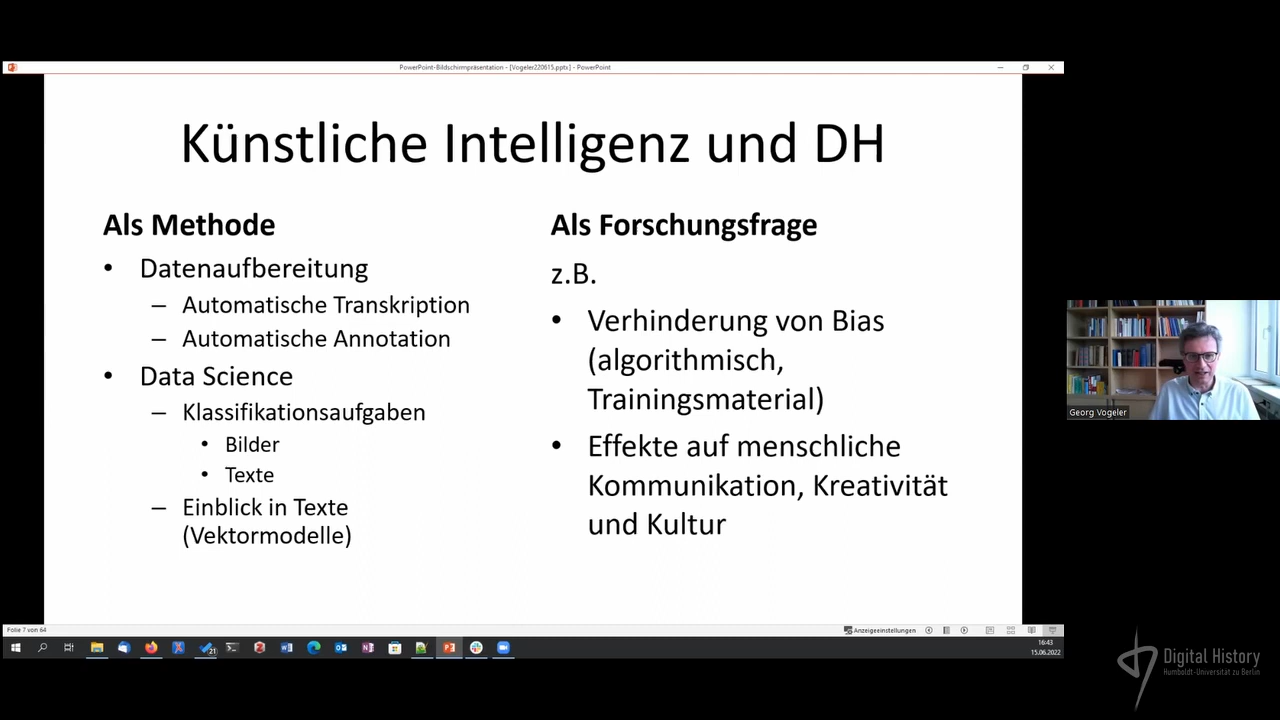 PowerPoint-Bildschirmpräsentation - [Vogeler220615.pptx] - PowerPoint
Künstliche Intelligenz und DH
Als Methode
• Datenaufbereitung
– Automatische Transkription
– Automatische Annotation
• Data Science
– Klassifikationsaufgaben
• Bilder
• Texte
– Einblick in Texte
(Vektormodelle)
Als Forschungsfrage
z.B.
• Verhinderung von Bias
(algorithmisch,
Trainingsmaterial)
• Effekte auf menschliche
Kommunikation, Kreativität
und Kultur
Georg Vogeler
Folie 7 von 64
Anzeigeeinstellungen
21
16:43
15.06.2022
Digital History
Humboldt-Universität zu Berlin